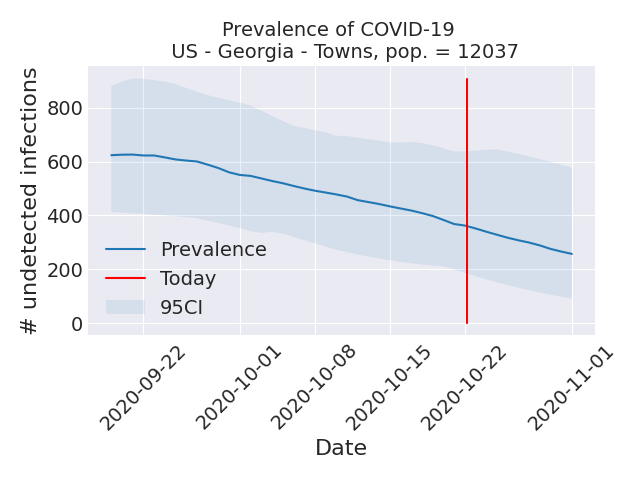 Prevalence of COVID-19
US - Georgia - Towns, pop. = 12037
# undetected infections
800
600
400
200
0
Prevalence
Today
95CI
2020-09-22
2020-10-01
2020-10-08
2020-10-15
2020-10-22
2020-11-01
Date